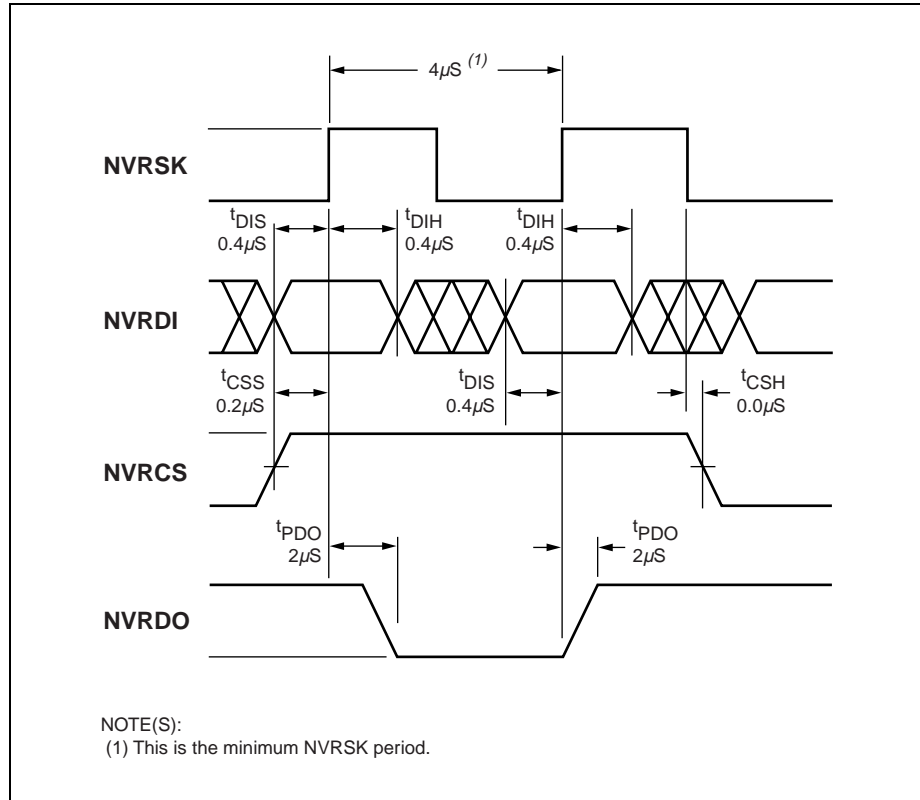 4µS (1)
NVRSK
tDIS
0.4µS
tDIH
0.4µS
tDIH
0.4µS
NVRDI
tCSS
0.2µS
tDIS
0.4µS
tCSH
0.0µS
NVRCS
tPDO
2µS
tPDO
2µS
NVRDO
NOTE(S):
(1) This is the minimum NVRSK period.